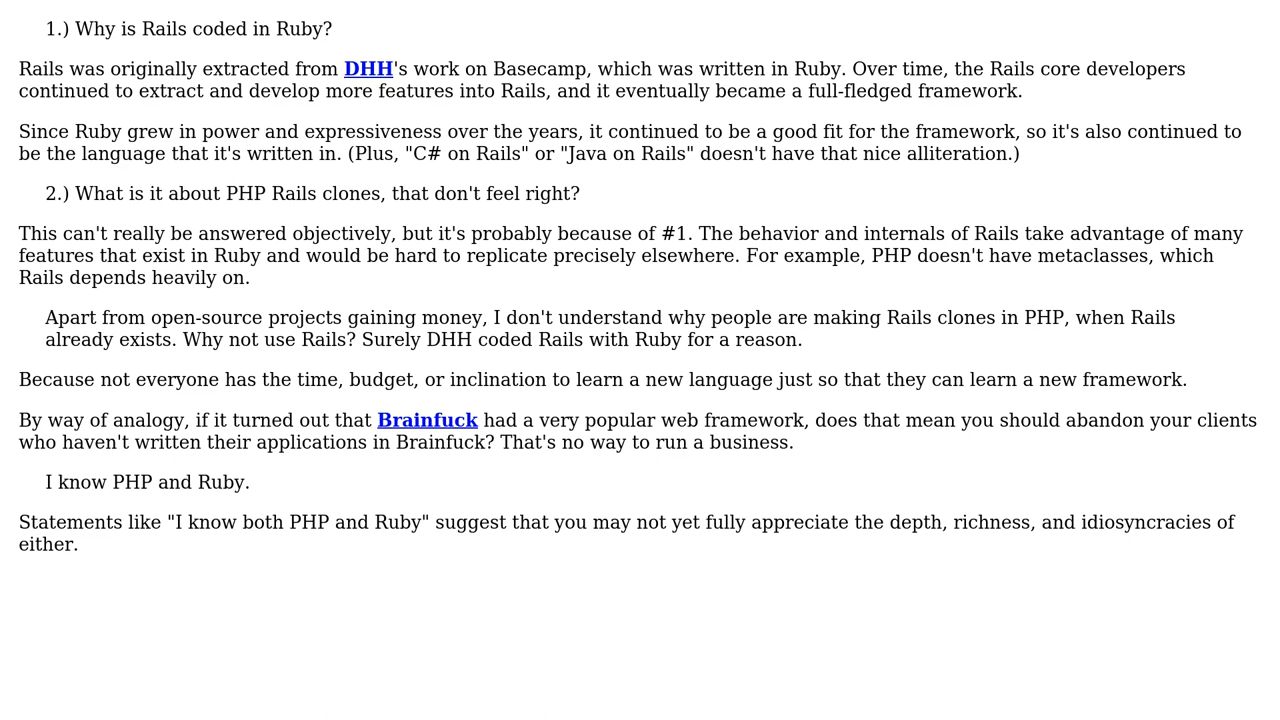 1.) Why is Rails coded in Ruby?
Rails was originally extracted from DHH's work on Basecamp, which was written in Ruby. Over time, the Rails core developers
continued to extract and develop more features into Rails, and it eventually became a full-fledged framework.
Since Ruby grew in power and expressiveness over the years, it continued to be a good fit for the framework, so it's also continued to
be the language that it's written in. (Plus, "C# on Rails" or "Java on Rails" doesn't have that nice alliteration.)
2.) What is it about PHP Rails clones, that don't feel right?
This can't really be answered objectively, but it's probably because of #1. The behavior and internals of Rails take advantage of many
features that exist in Ruby and would be hard to replicate precisely elsewhere. For example, PHP doesn't have metaclasses, which
Rails depends heavily on.
Apart from open-source projects gaining money, I don't understand why people are making Rails clones in PHP, when Rails
already exists. Why not use Rails? Surely DHH coded Rails with Ruby for a reason.
Because not everyone has the time, budget, or inclination to learn a new language just so that they can learn a new framework.
By way of analogy, if it turned out that Brainfuck had a very popular web framework, does that mean you should abandon your clients
who haven't written their applications in Brainfuck? That's no way to run a business.
I know PHP and Ruby.
Statements like "I know both PHP and Ruby" suggest that you may not yet fully appreciate the depth, richness, and idiosyncracies of
either.